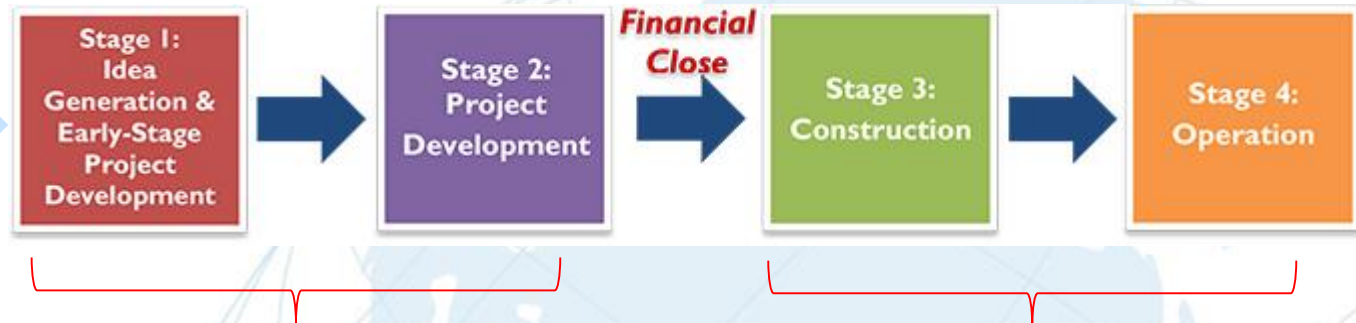 Stage 1:
Idea
Generation &
Early-Stage
Project
Development
Stage 2:
Project
Development
Financial
Close
Stage 3:
Construction
Stage 4:
Operation